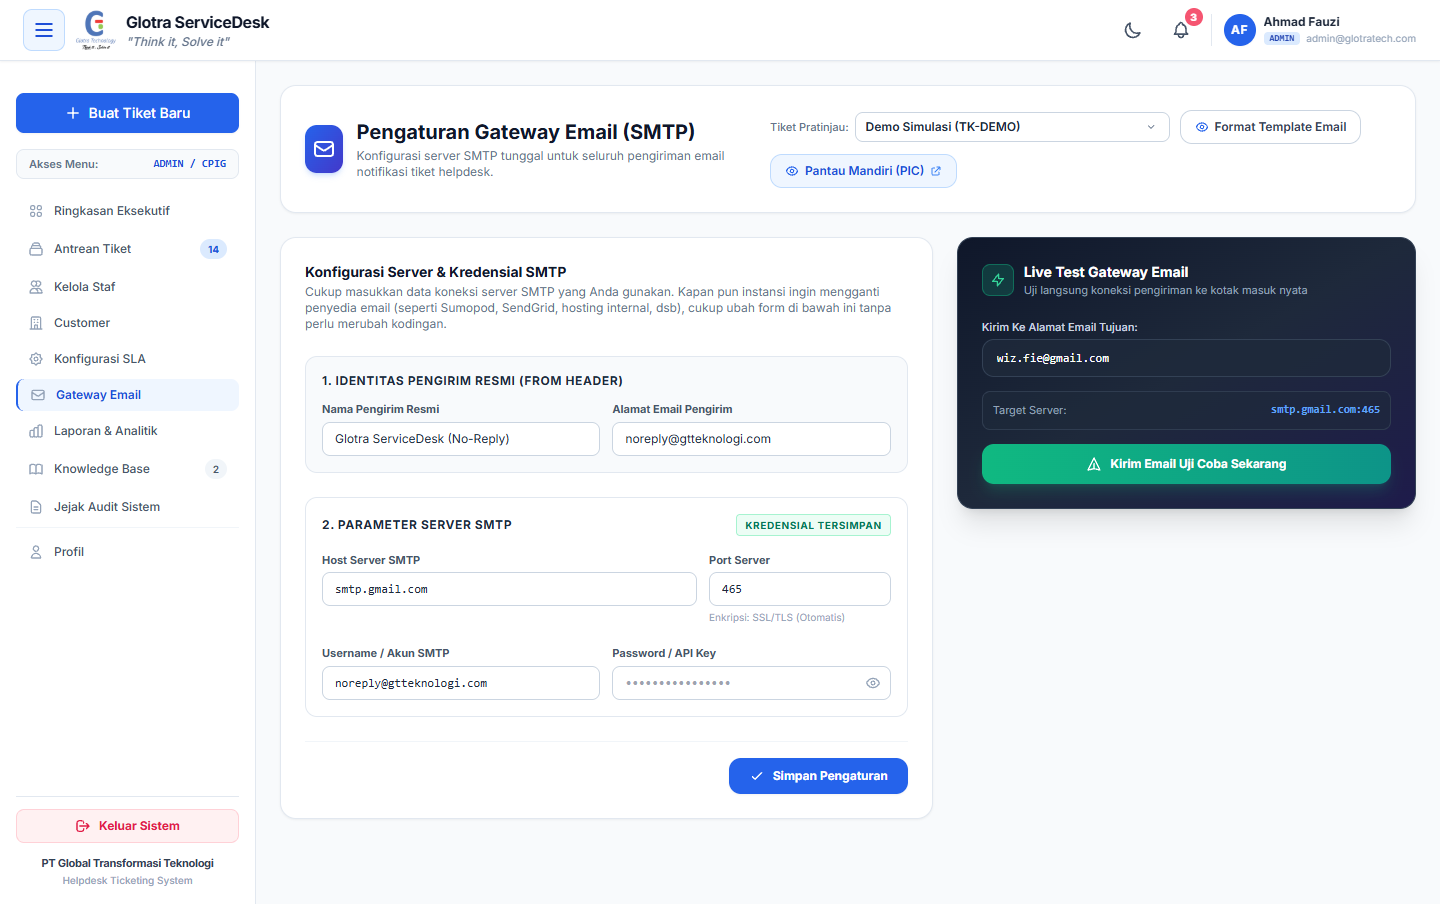 Glotra ServiceDesk
"Think it, Solve it"
3
AF
Ahmad Fauzi
ADMIN
admin@glotratech.com
Buat Tiket Baru
Akses Menu:
ADMIN / CPIG
Ringkasan Eksekutif
Antrean Tiket
14
Kelola Staf
Customer
Konfigurasi SLA
Gateway Email
Laporan & Analitik
Knowledge Base
2
Jejak Audit Sistem
Profil
Keluar Sistem
PT Global Transformasi Teknologi
Helpdesk Ticketing System
Pengaturan Gateway Email (SMTP)
Konfigurasi server SMTP tunggal untuk seluruh pengiriman email
notifikasi tiket helpdesk.
Tiket Pratinjau:
Demo Simulasi (TK-DEMO)
Format Template Email
Pantau Mandiri (PIC)
Konfigurasi Server & Kredensial SMTP
Cukup masukkan data koneksi server SMTP yang Anda gunakan. Kapan pun instansi ingin mengganti
penyedia email (seperti Sumopod, SendGrid, hosting internal, dsb), cukup ubah form di bawah ini tanpa
perlu merubah kodingan.
1. IDENTITAS PENGIRIM RESMI (FROM HEADER)
Nama Pengirim Resmi
Alamat Email Pengirim
Glotra ServiceDesk (No-Reply)
noreply@gtteknologi.com
2. PARAMETER SERVER SMTP
KREDENSIAL TERSIMPAN
Host Server SMTP
Port Server
smtp.gmail.com
465
Enkripsi: SSL/TLS (Otomatis)
Username / Akun SMTP
Password / API Key
noreply@gtteknologi.com
••••••••••••••••
Simpan Pengaturan
Live Test Gateway Email
Uji langsung koneksi pengiriman ke kotak masuk nyata
Kirim Ke Alamat Email Tujuan:
wiz.fie@gmail.com
Target Server:
smtp.gmail.com:465
Kirim Email Uji Coba Sekarang